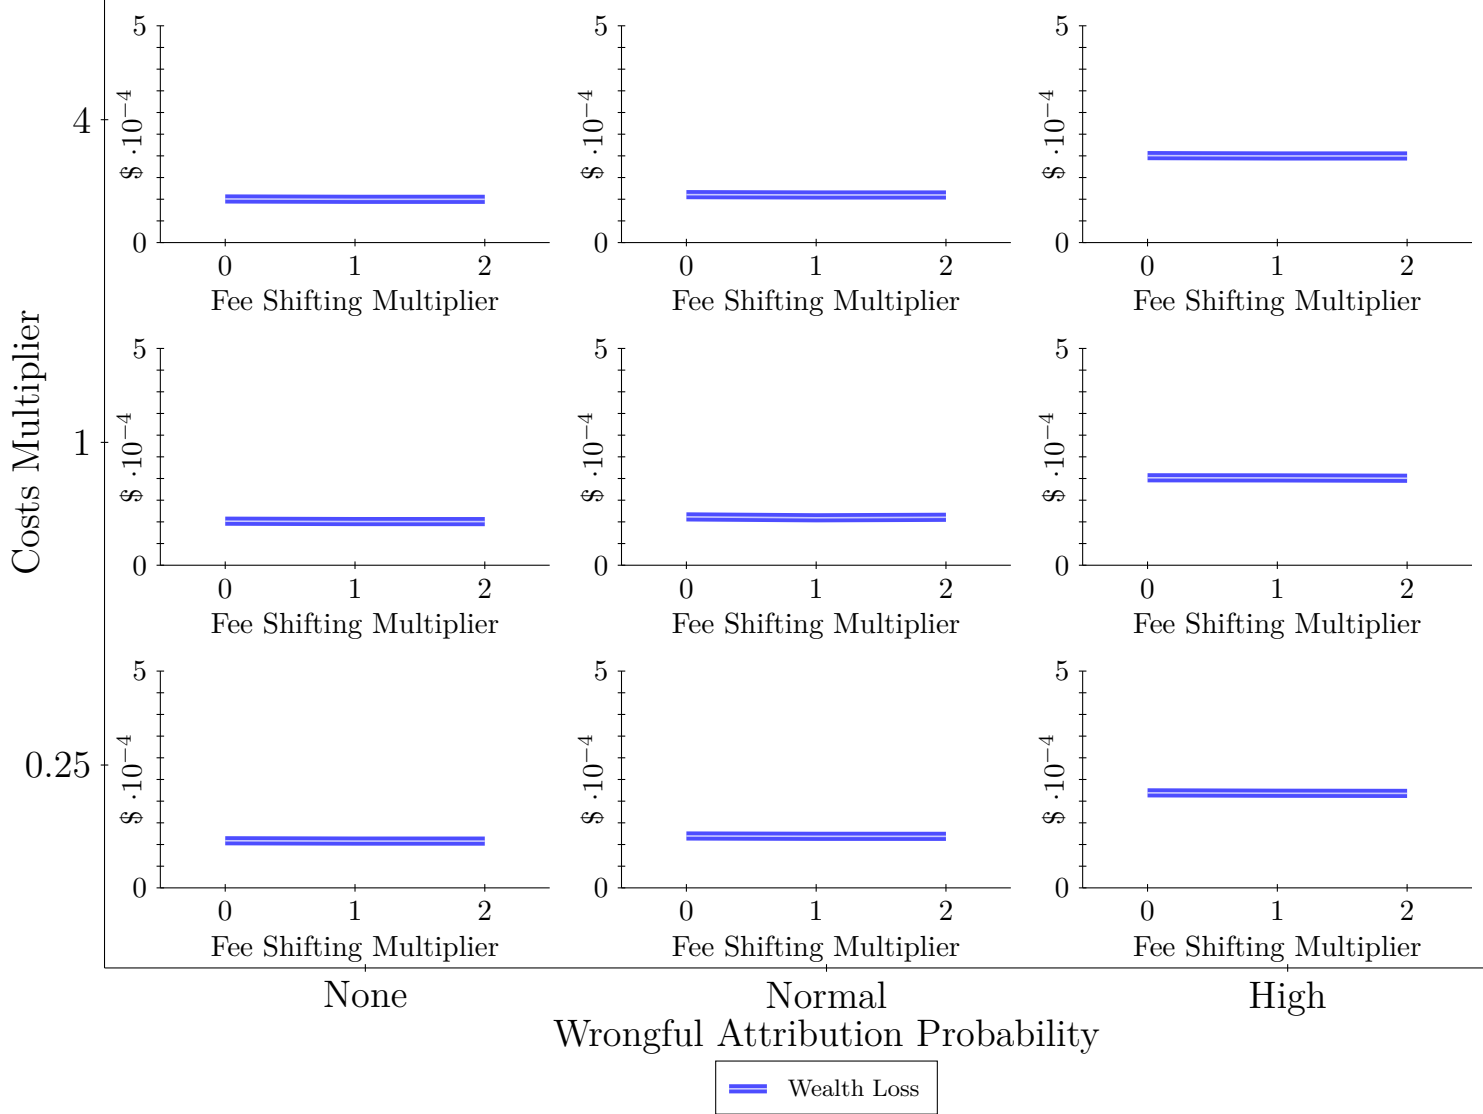 5
$ ·10⁻⁴
0
0 1 2
Fee Shifting Multiplier
5
$ ·10⁻⁴
0
0 1 2
Fee Shifting Multiplier
5
$ ·10⁻⁴
0
0 1 2
Fee Shifting Multiplier
4
5
$ ·10⁻⁴
0
0 1 2
Fee Shifting Multiplier
5
$ ·10⁻⁴
0
0 1 2
Fee Shifting Multiplier
5
$ ·10⁻⁴
0
0 1 2
Fee Shifting Multiplier
1
Costs Multiplier
5
$ ·10⁻⁴
0
0 1 2
Fee Shifting Multiplier
5
$ ·10⁻⁴
0
0 1 2
Fee Shifting Multiplier
5
$ ·10⁻⁴
0
0 1 2
Fee Shifting Multiplier
0.25
None Normal High
Wrongful Attribution Probability
Wealth Loss